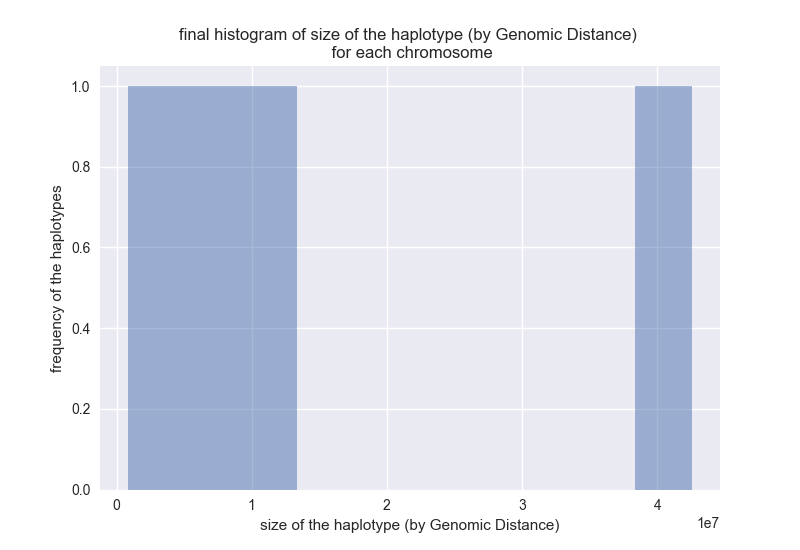 final histogram of size of the haplotype (by Genomic Distance)
for each chromosome
1.0
0.8
0.6
0.4
0.2
0.0
frequency of the haplotypes
0 1 2 3 4
1e7
size of the haplotype (by Genomic Distance)